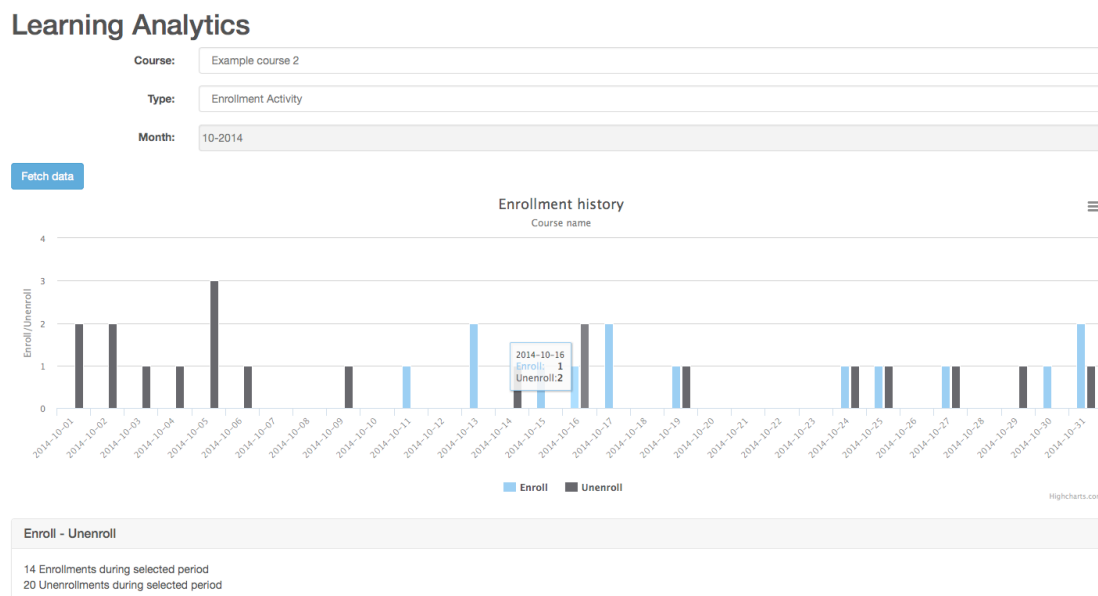 Learning Analytics
Course: Example course 2
Type: Enrollment Activity
Month: 10-2014
Fetch data
Enrollment history
Course name
Enroll/Unenroll
4
3
2
1
0
2014-10-16
Enroll: 1
Unenroll:2
2014-10-01
2014-10-02
2014-10-03
2014-10-04
2014-10-05
2014-10-06
2014-10-07
2014-10-08
2014-10-09
2014-10-10
2014-10-11
2014-10-12
2014-10-13
2014-10-14
2014-10-15
2014-10-16
2014-10-17
2014-10-18
2014-10-19
2014-10-20
2014-10-21
2014-10-22
2014-10-23
2014-10-24
2014-10-25
2014-10-26
2014-10-27
2014-10-28
2014-10-29
2014-10-30
2014-10-31
Enroll Unenroll
Highcharts.co
Enroll - Unenroll
14 Enrollments during selected period
20 Unenrollments during selected period